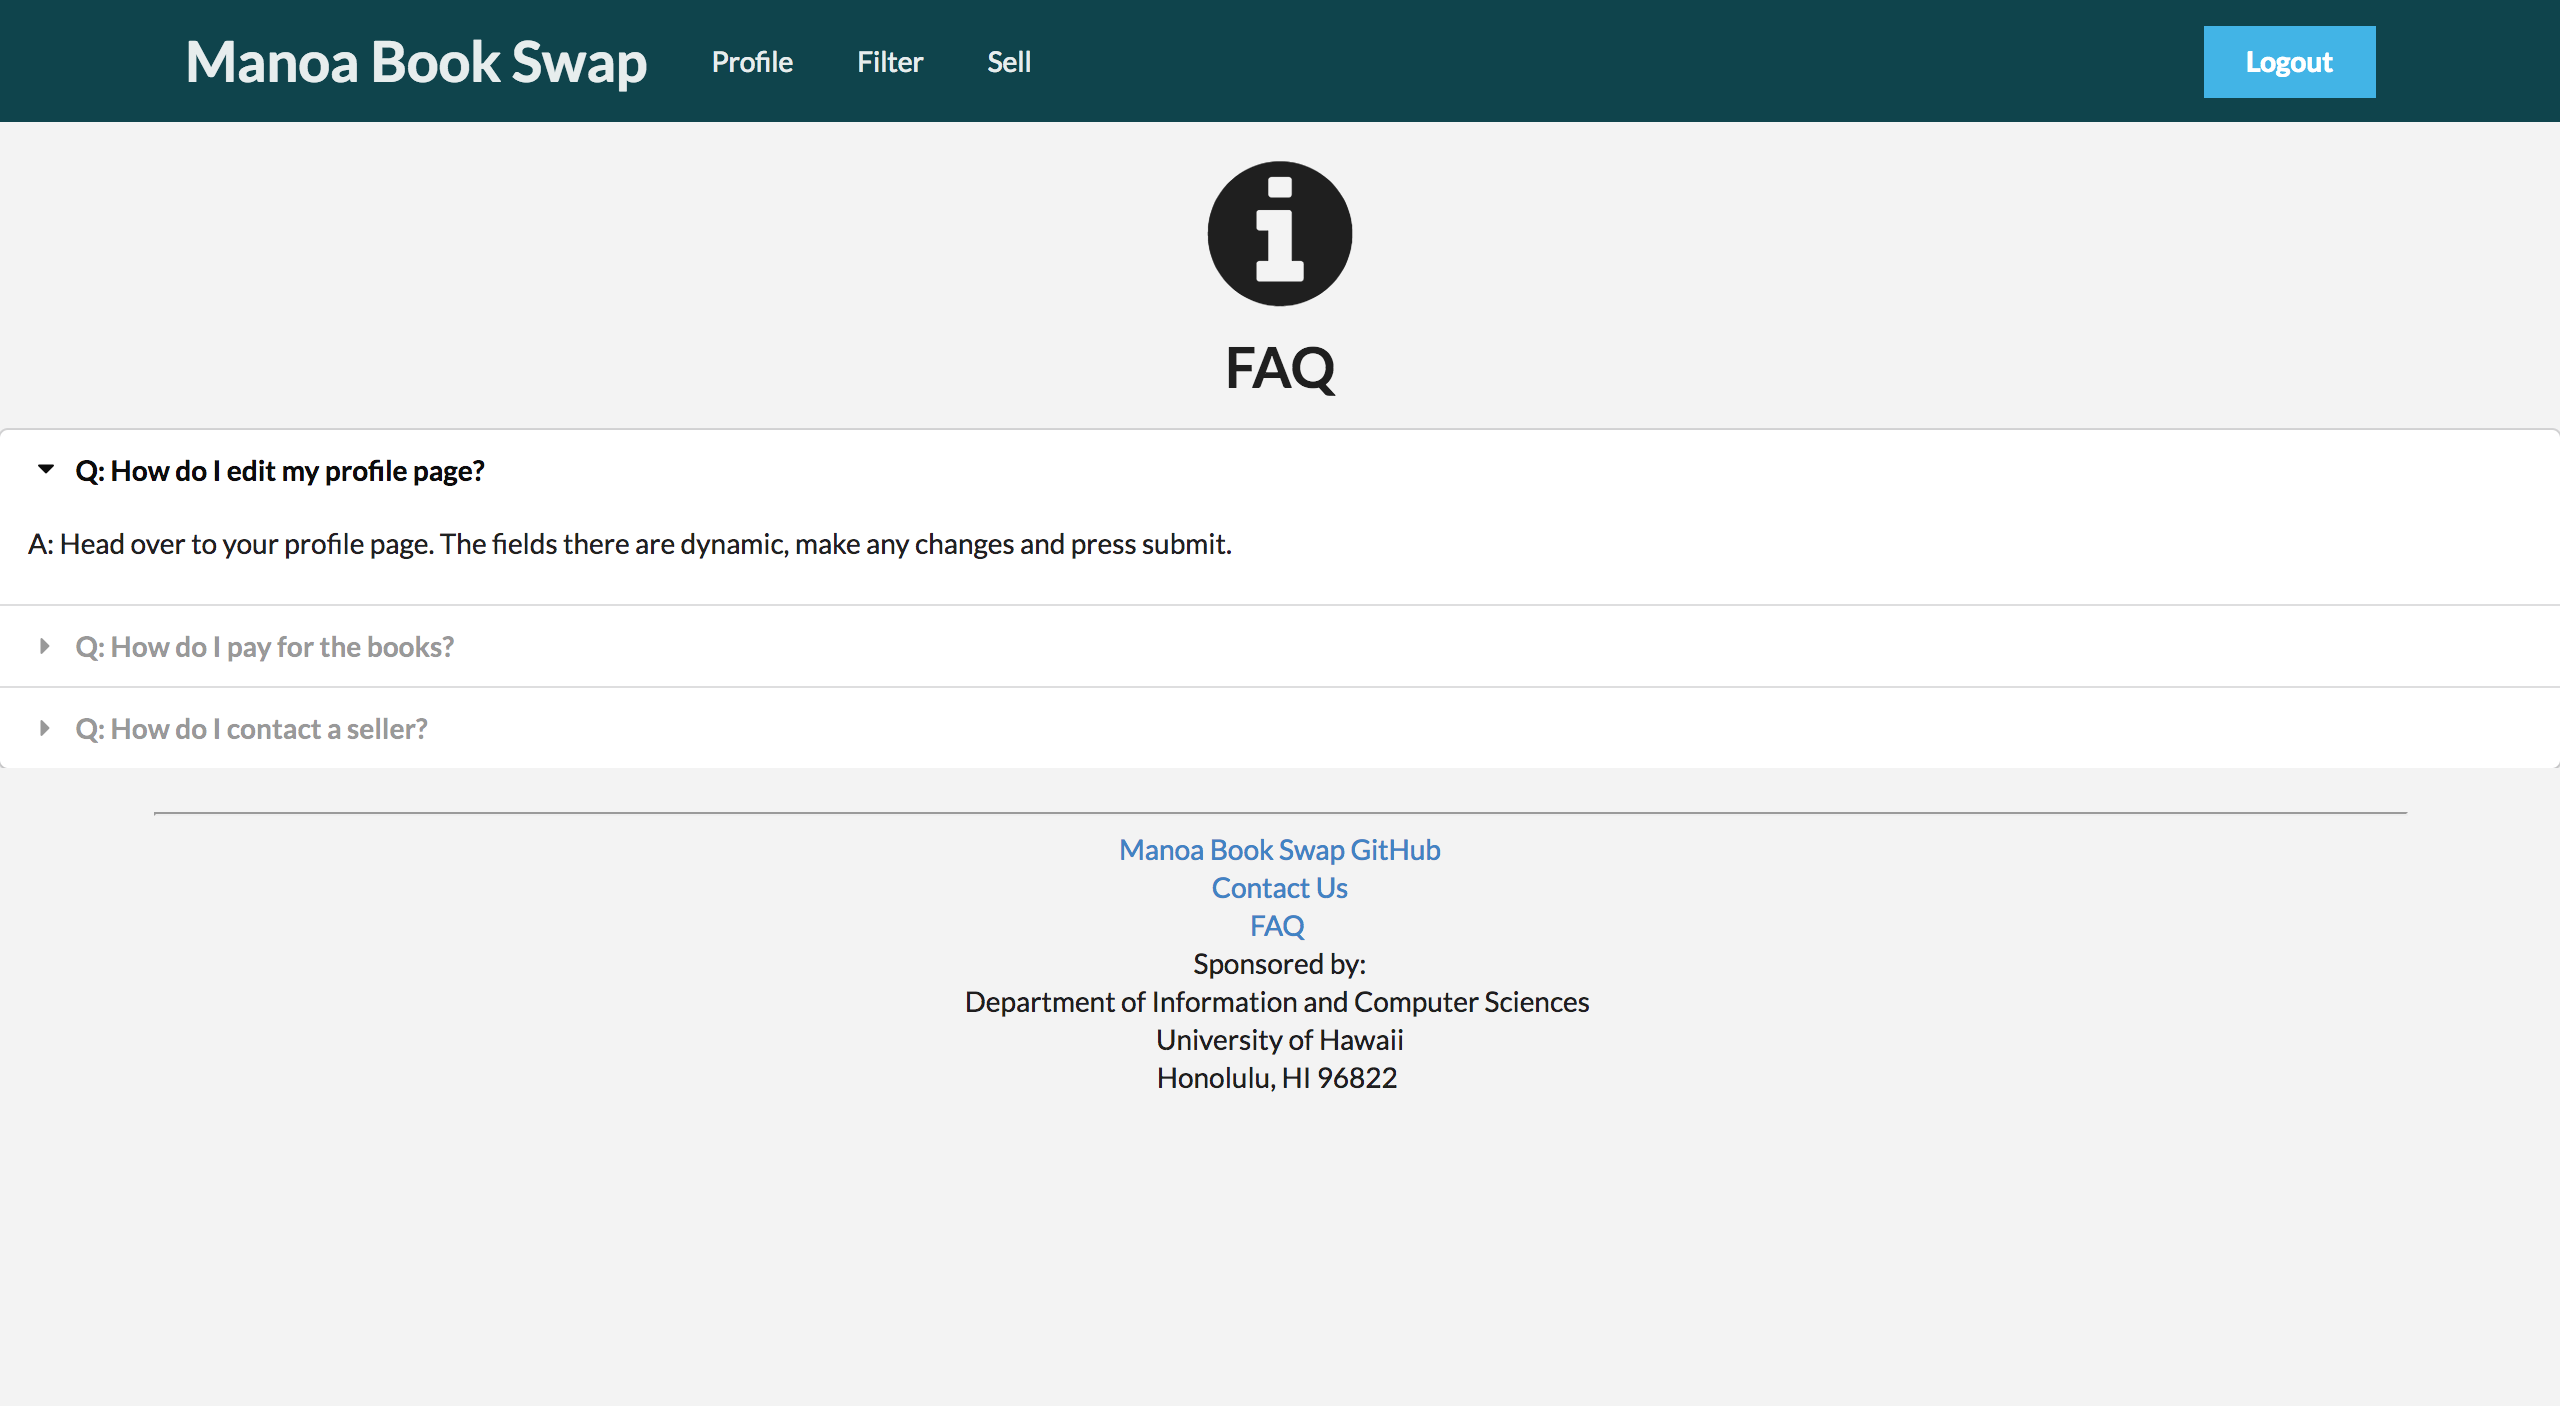 Manoa Book Swap Profile Filter Sell Logout
FAQ
Q: How do I edit my profile page?
A: Head over to your profile page. The fields there are dynamic, make any changes and press submit.
Q: How do I pay for the books?
Q: How do I contact a seller?
Manoa Book Swap GitHub
Contact Us
FAQ
Sponsored by:
Department of Information and Computer Sciences
University of Hawaii
Honolulu, HI 96822